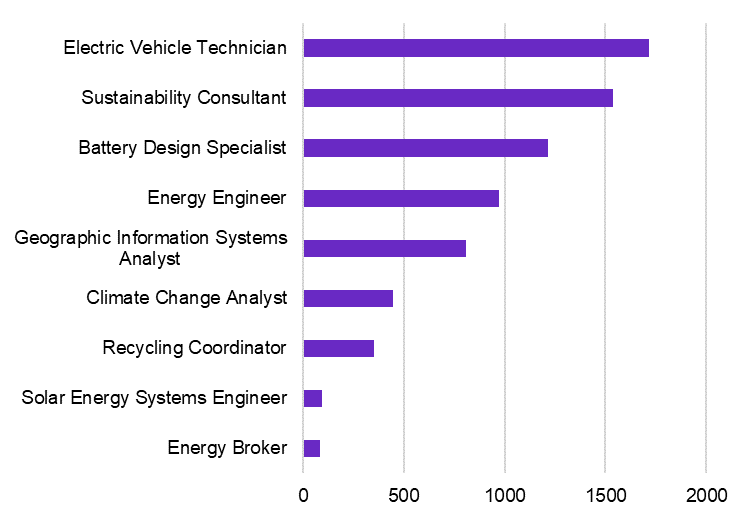 Electric Vehicle Technician
Sustainability Consultant
Battery Design Specialist
Energy Engineer
Geographic Information Systems
Analyst
Climate Change Analyst
Recycling Coordinator
Solar Energy Systems Engineer
Energy Broker
0 500 1000 1500 2000